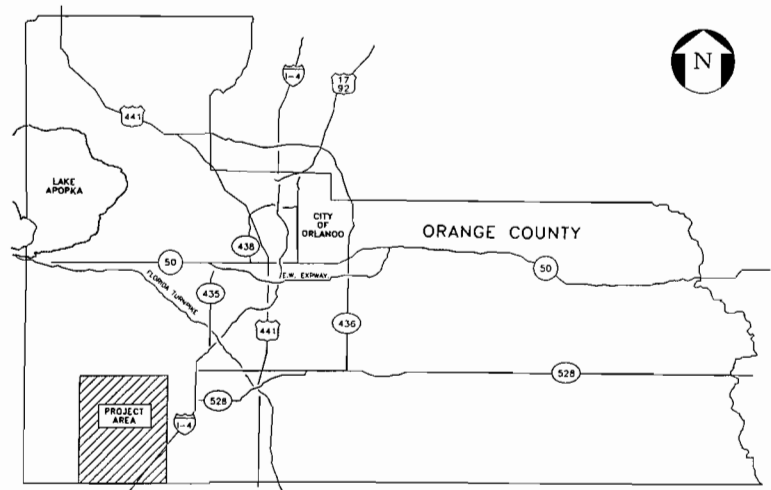 I-4
17
92
N
441
LAKE
APOPKA
CITY
OF
ORLANDO
ORANGE COUNTY
438
50
E.W. EXPWAY
50
FLORIDA TURNPIKE
435
441
436
528
528
PROJECT
AREA
I-4